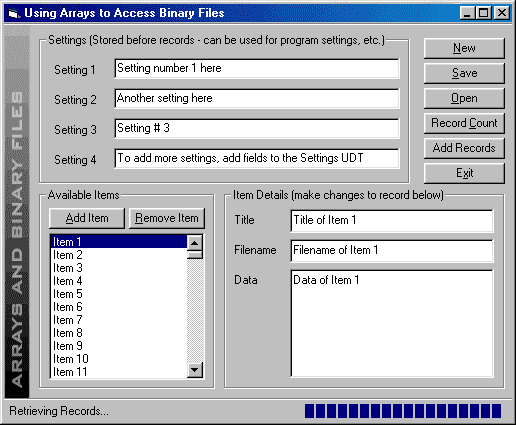 Using Arrays to Access Binary Files
Settings (Stored before records - can be used for program settings, etc.)
Setting 1
Setting number 1 here
Setting 2
Another setting here
Setting 3
Setting # 3
Setting 4
To add more settings, add fields to the Settings UDT
New
Save
Open
Record Count
Add Records
Exit
ARRAYS AND BINARY FILES
Available Items
Add Item
Remove Item
Item 1
Item 2
Item 3
Item 4
Item 5
Item 6
Item 7
Item 8
Item 9
Item 10
Item 11
Item Details (make changes to record below)
Title
Title of Item 1
Filename
Filename of Item 1
Data
Data of Item 1
Retrieving Records...